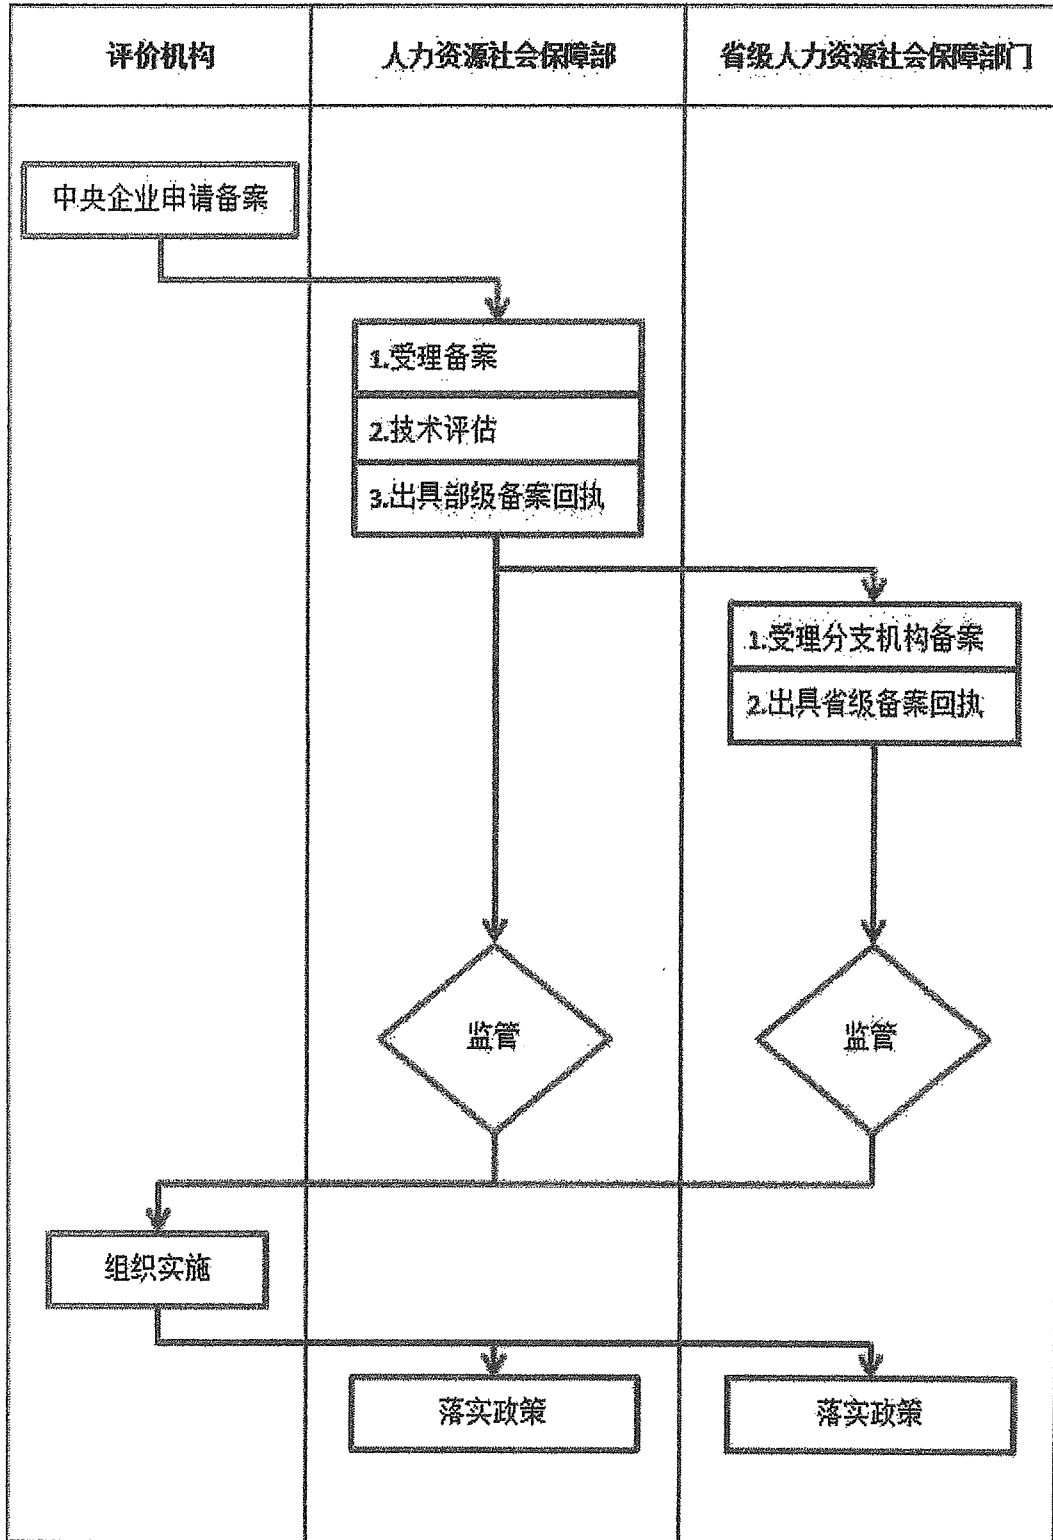 评价机构
人力资源社会保障部
省级人力资源社会保障部门
中央企业申请备案
1.受理备案
2.技术评估
3.出具部级备案回执
1.受理分支机构备案
2.出具省级备案回执
监管
监管
组织实施
落实政策
落实政策